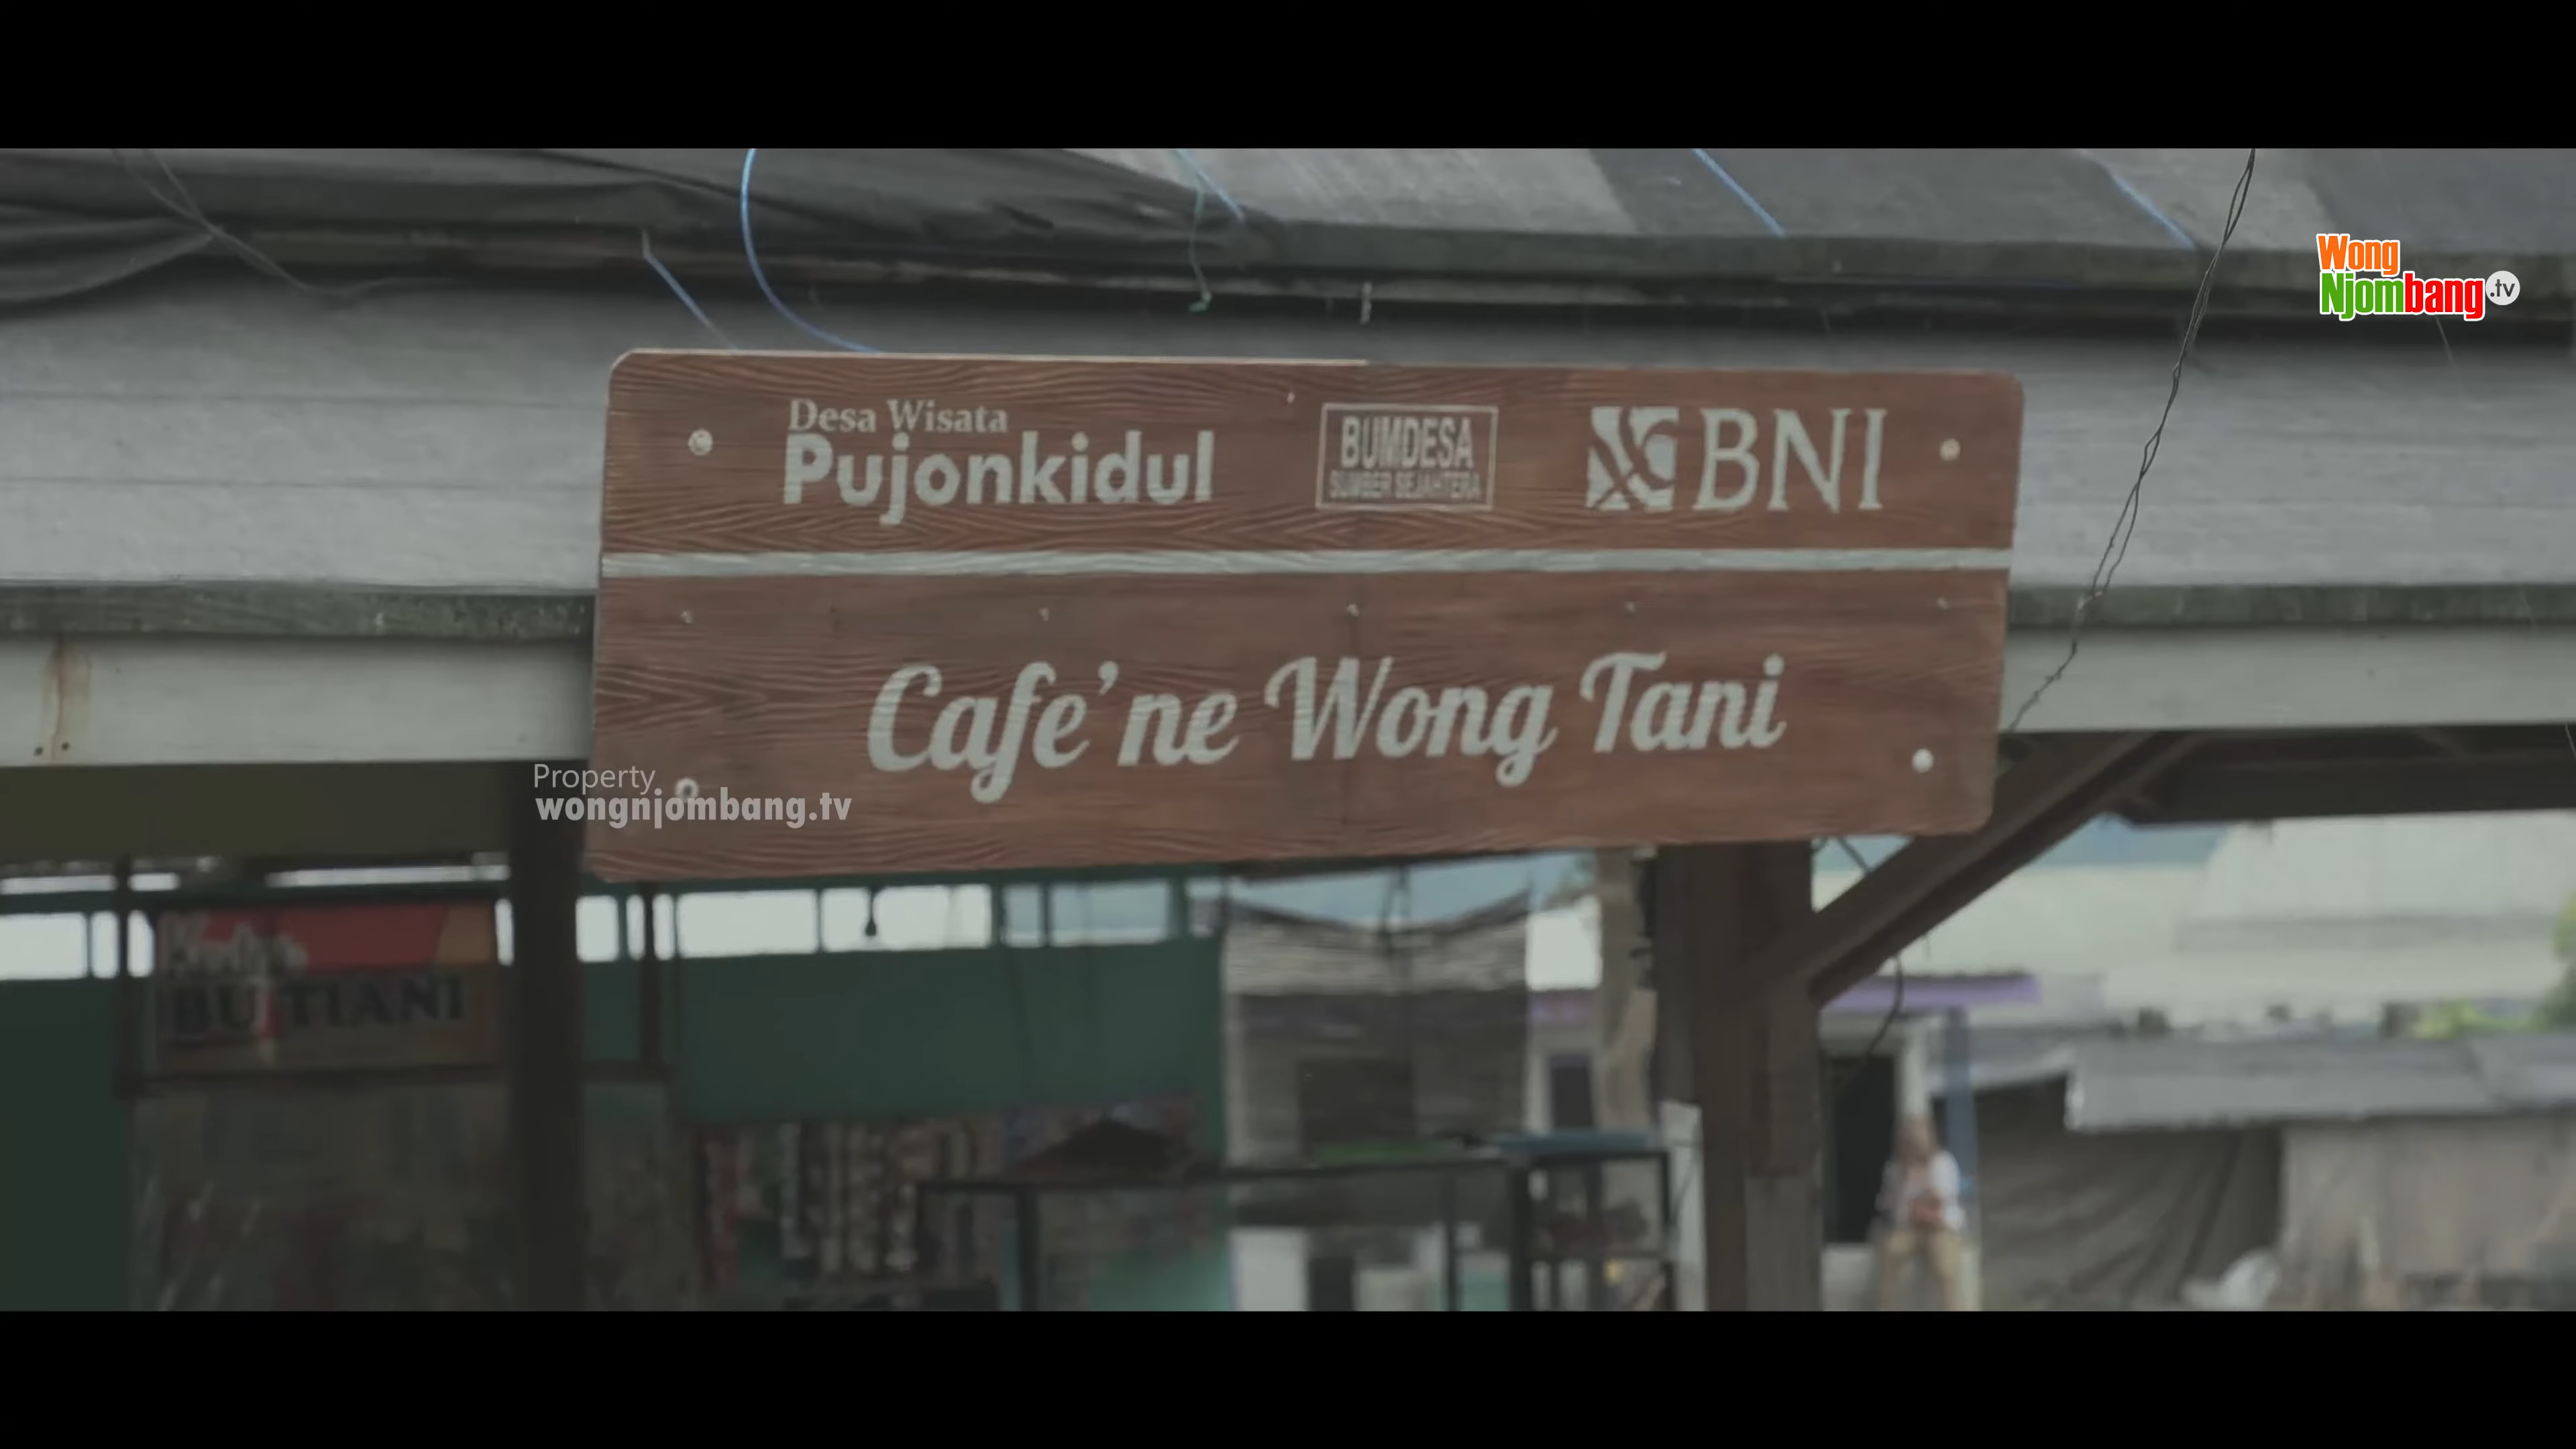 Wong
Njombang.tv
Desa Wisata
Pujonkidul
BUMDESA
SUMBER SEJAHTERA
BNI
Cafe'ne Wong Tani
Property
wongnjombang.tv